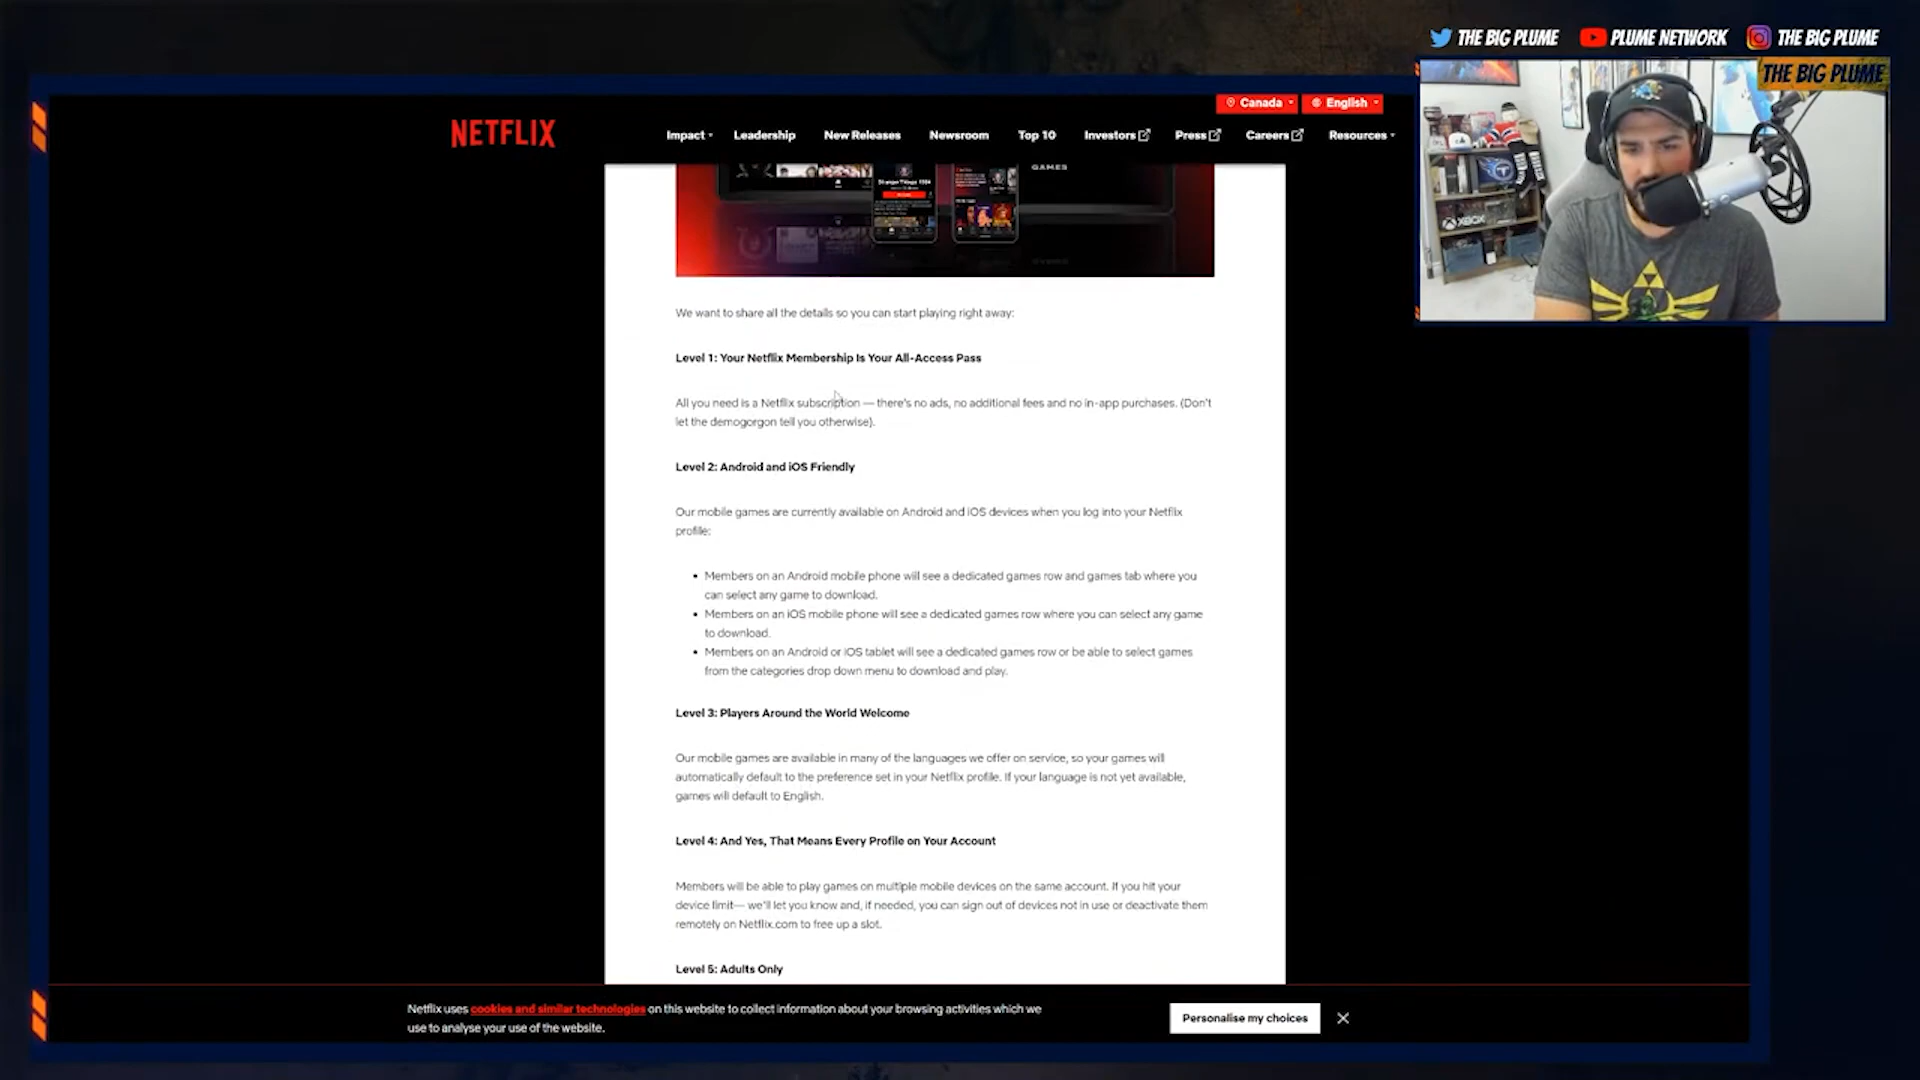 THE BIG PLUME PLUME NETWORK THE BIG PLUME
THE BIG PLUME
XBOX
Canada English
NETFLIX
Impact Leadership New Releases Newsroom Top 10 Investors Press Careers Resources
GAMES
We want to share all the details so you can start playing right away:
Level 1: Your Netflix Membership Is Your All-Access Pass
All you need is a Netflix subscription — there's no ads, no additional fees and no in-app purchases. (Don't
let the demogorgon tell you otherwise).
Level 2: Android and iOS Friendly
Our mobile games are currently available on Android and iOS devices when you log into your Netflix
profile:
• Members on an Android mobile phone will see a dedicated games row and games tab where you
can select any game to download.
• Members on an iOS mobile phone will see a dedicated games row where you can select any game
to download.
• Members on an Android or iOS tablet will see a dedicated games row or be able to select games
from the categories drop down menu to download and play.
Level 3: Players Around the World Welcome
Our mobile games are available in many of the languages we offer on service, so your games will
automatically default to the preference set in your Netflix profile. If your language is not yet available,
games will default to English.
Level 4: And Yes, That Means Every Profile on Your Account
Members will be able to play games on multiple mobile devices on the same account. If you hit your
device limit— we'll let you know and, if needed, you can sign out of devices not in use or deactivate them
remotely on Netflix.com to free up a slot.
Level 5: Adults Only
Netflix uses cookies and similar technologies on this website to collect information about your browsing activities which we
use to analyse your use of the website.
Personalise my choices